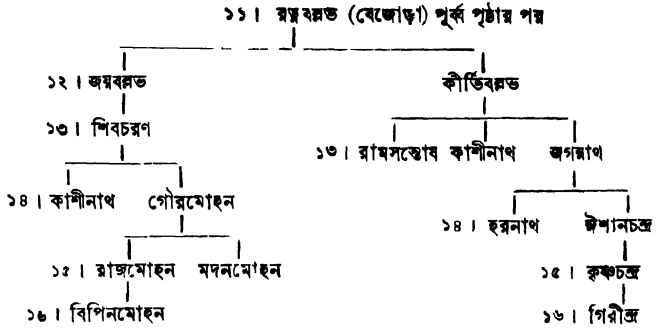 ১১। রত্নবল্লভ (বেজোড়া) পূর্ব্ব পৃষ্ঠার পর
১২। জয়বল্লভ কীর্তিবল্লভ
১৩। শিবচরণ
১৩। রামসন্তোষ কাশীনাথ জগন্নাথ
১৪। কাশীনাথ গৌরমোহন
১৪। হরনাথ ঈশানচন্দ্র
১৫। রাজমোহন মদনমোহন
১৫। কৃষ্ণচন্দ্র
১৬। বিপিনমোহন
১৬। গিরীন্দ্র